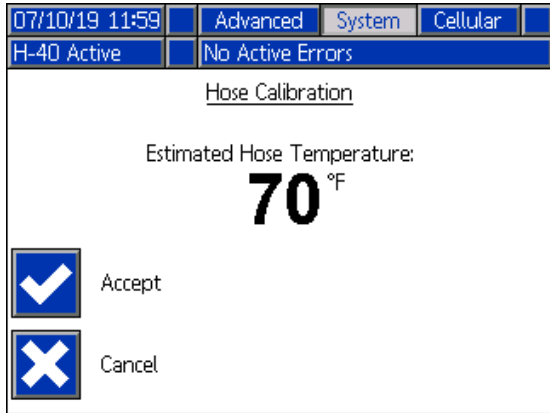 07/10/19 11:59 Advanced System Cellular
H-40 Active No Active Errors
Hose Calibration
Estimated Hose Temperature:
70 °F
Accept
Cancel